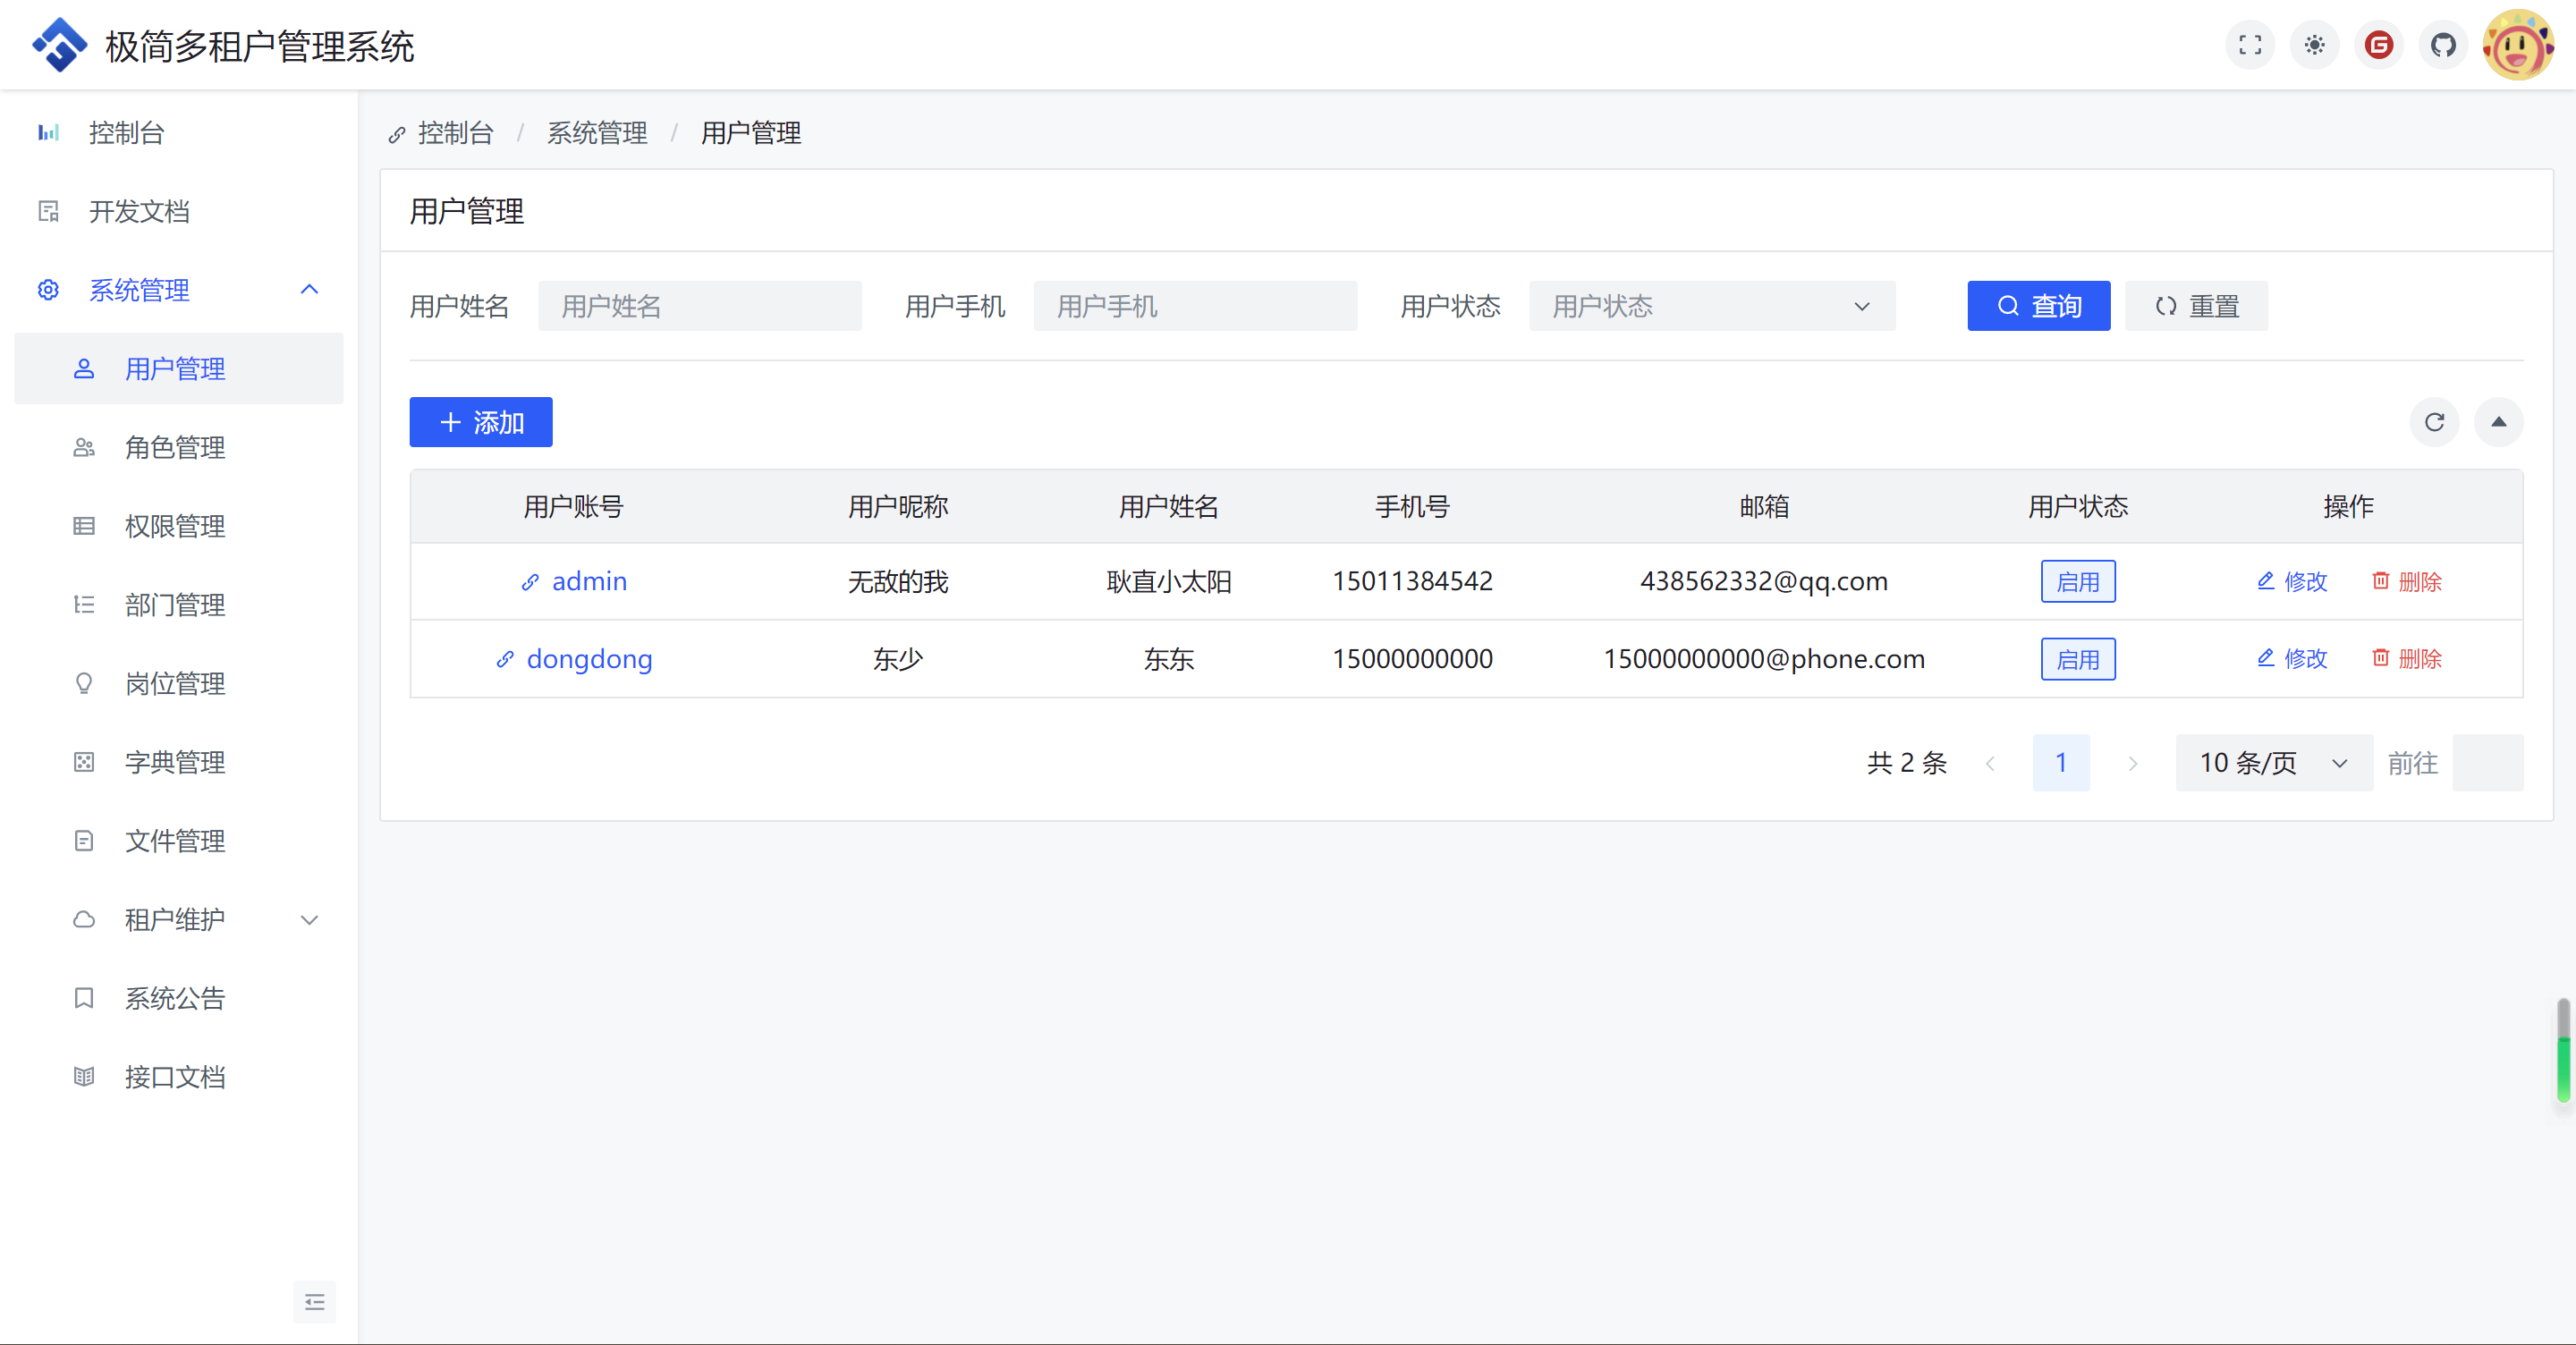 极简多租户管理系统
控制台
开发文档
系统管理
用户管理
角色管理
权限管理
部门管理
岗位管理
字典管理
文件管理
租户维护
系统公告
接口文档
控制台 / 系统管理 / 用户管理
用户管理
用户姓名 用户姓名 用户手机 用户手机 用户状态 用户状态 查询 重置
添加
用户账号 用户昵称 用户姓名 手机号 邮箱 用户状态 操作
admin 无敌的我 耿直小太阳 15011384542 438562332@qq.com 启用 修改 删除
dongdong 东少 东东 15000000000 15000000000@phone.com 启用 修改 删除
共 2 条 1 10 条/页 前往